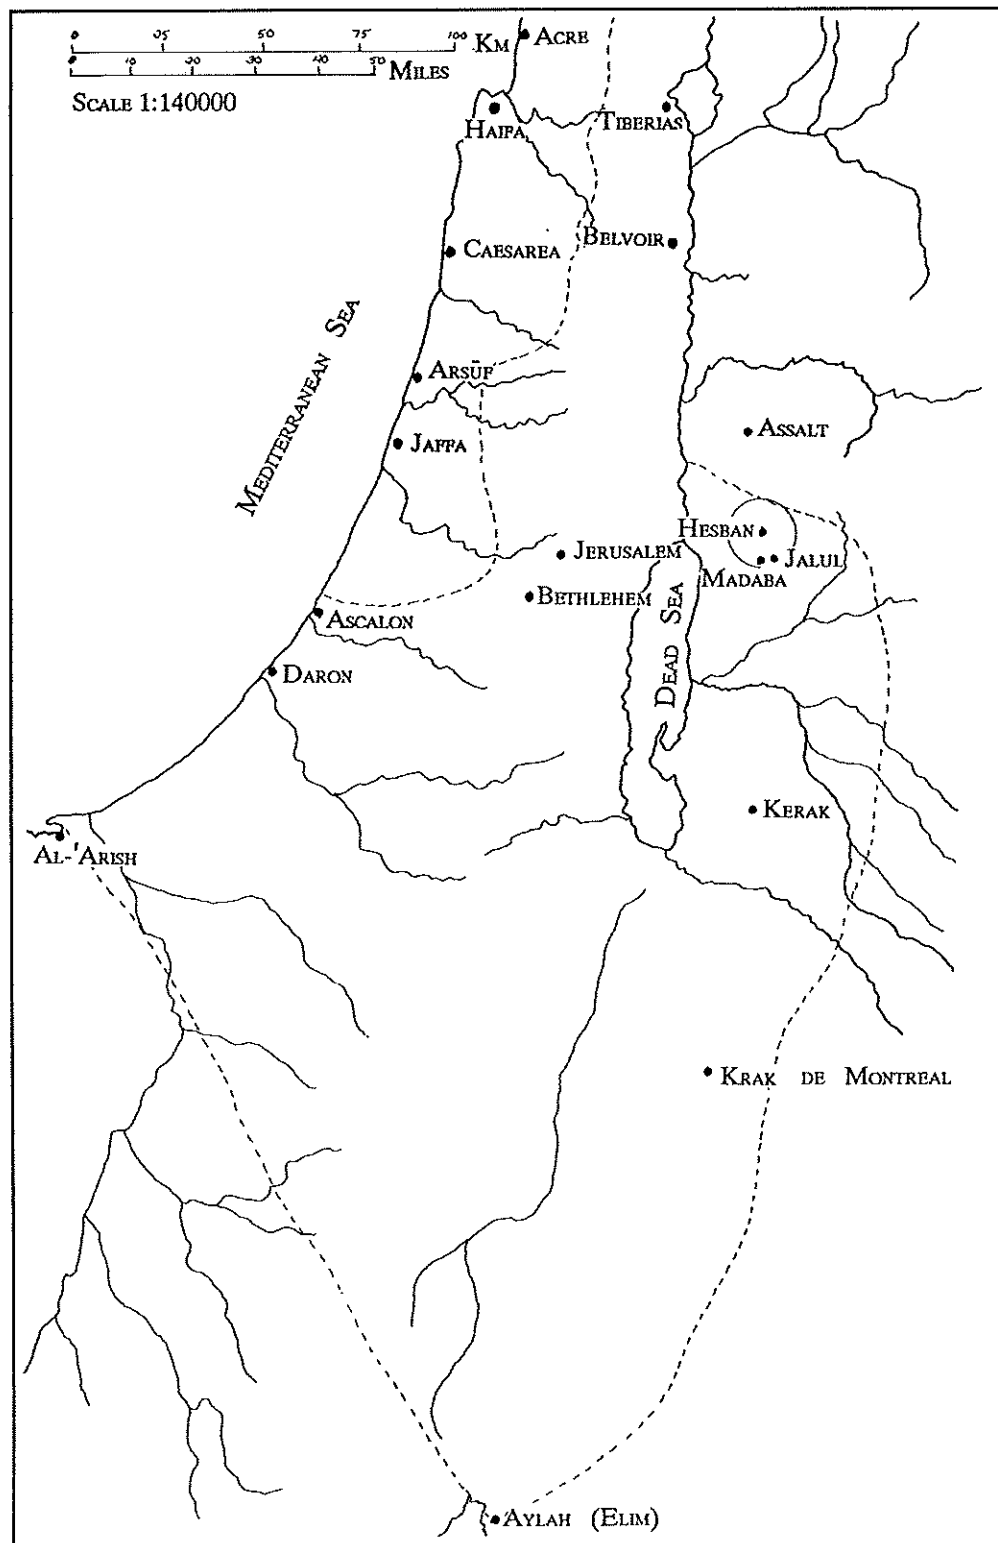 0 25 50 75 100 KM
0 10 20 30 40 50 MILES
SCALE 1:140000
ACRE
HAIFA
TIBERIAS
BELVOIR
CAESAREA
MEDITERRANEAN SEA
ARSŪF
ASSALT
JAFFA
HESBAN
JERUSALEM
JALUL
MADABA
BETHLEHEM
ASCALON
DEAD SEA
DARON
KERAK
AL-'ARISH
KRAK DE MONTREAL
AYLAH (ELIM)